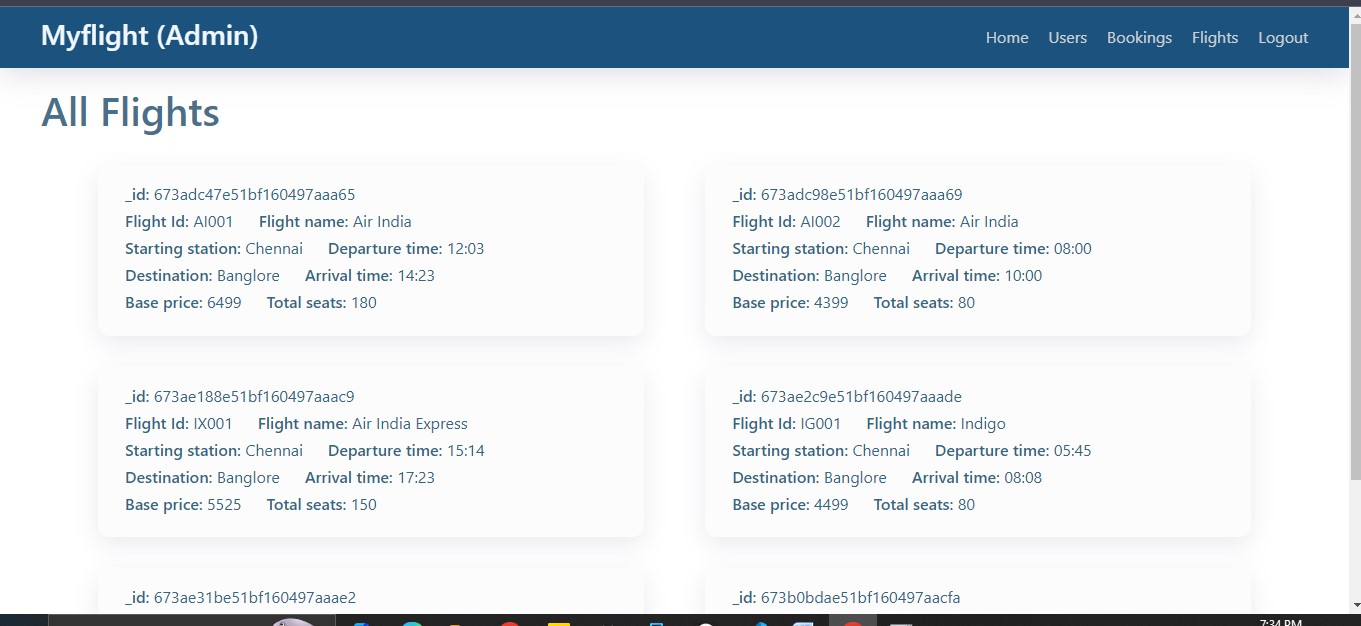 Myflight (Admin)
Home Users Bookings Flights Logout
All Flights
_id: 673adc47e51bf160497aaa65
Flight Id: AI001 Flight name: Air India
Starting station: Chennai Departure time: 12:03
Destination: Banglore Arrival time: 14:23
Base price: 6499 Total seats: 180
_id: 673adc98e51bf160497aaa69
Flight Id: AI002 Flight name: Air India
Starting station: Chennai Departure time: 08:00
Destination: Banglore Arrival time: 10:00
Base price: 4399 Total seats: 80
_id: 673ae188e51bf160497aaac9
Flight Id: IX001 Flight name: Air India Express
Starting station: Chennai Departure time: 15:14
Destination: Banglore Arrival time: 17:23
Base price: 5525 Total seats: 150
_id: 673ae2c9e51bf160497aaade
Flight Id: IG001 Flight name: Indigo
Starting station: Chennai Departure time: 05:45
Destination: Banglore Arrival time: 08:08
Base price: 4499 Total seats: 80
_id: 673ae31be51bf160497aaae2
_id: 673b0bdae51bf160497aacfa
7:34 PM